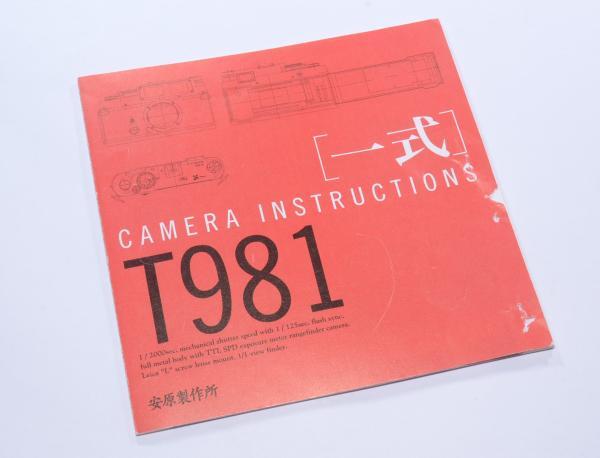 [一式]
CAMERA INSTRUCTIONS
T981
1/2000sec. mechanical shutter speed with 1/125sec. flash sync.
full metal body with TTL SPD exposure meter rangefinder camera.
Leica "L" screw lense mount. 1/1-view finder.
安原製作所